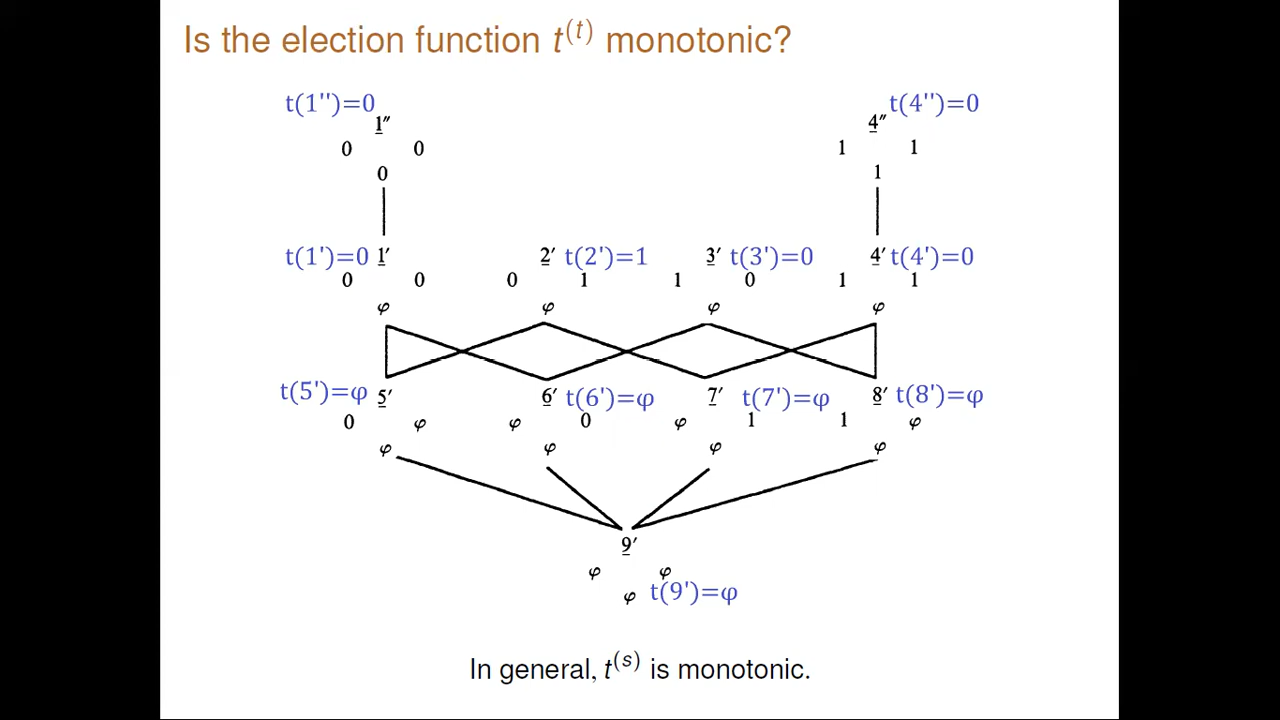 Is the election function t⁽ᵗ⁾ monotonic?
t(1'')=0 t(4'')=0
1'' 4''
0 0 1 1
0 1
t(1')=0 1' 2' t(2')=1 3' t(3')=0 4' t(4')=0
0 0 0 1 1 0 1 1
φ φ φ φ
t(5')=φ 5' 6' t(6')=φ 7' t(7')=φ 8' t(8')=φ
0 φ φ 0 φ 1 1 φ
φ φ φ φ
9'
φ φ
φ t(9')=φ
In general, t⁽ˢ⁾ is monotonic.